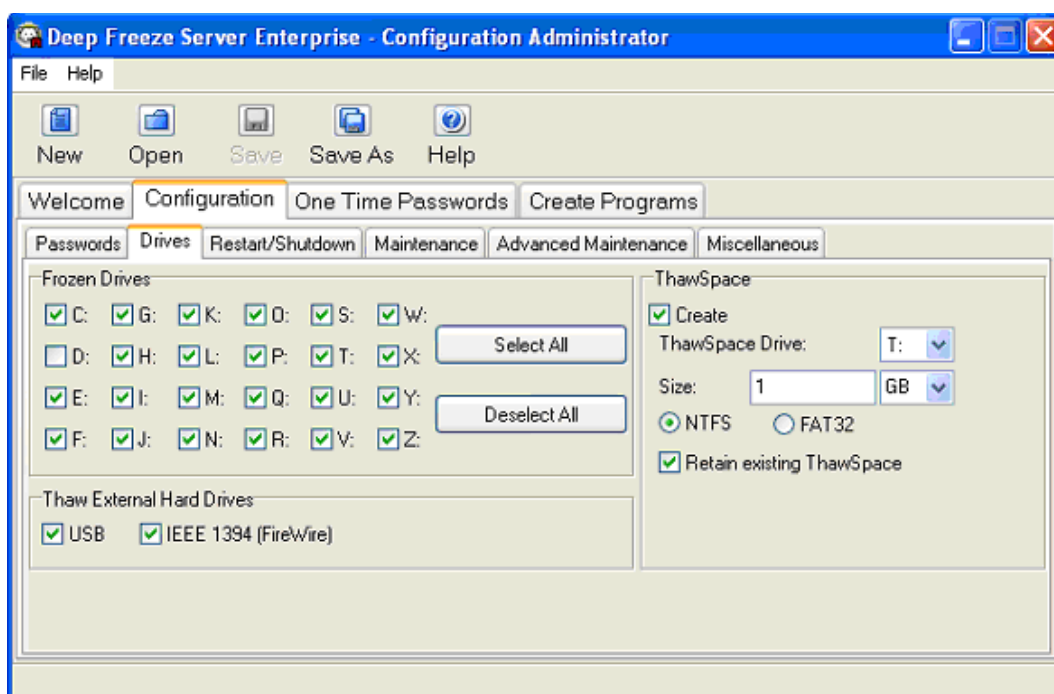 Deep Freeze Server Enterprise - Configuration Administrator
File Help
New Open Save Save As Help
Welcome Configuration One Time Passwords Create Programs
Passwords Drives Restart/Shutdown Maintenance Advanced Maintenance Miscellaneous
Frozen Drives
C: G: K: O: S: W:
D: H: L: P: T: X:
E: I: M: Q: U: Y:
F: J: N: R: V: Z:
Select All
Deselect All
Thaw External Hard Drives
USB IEEE 1394 (FireWire)
ThawSpace
Create
ThawSpace Drive: T:
Size: 1 GB
NTFS FAT32
Retain existing ThawSpace